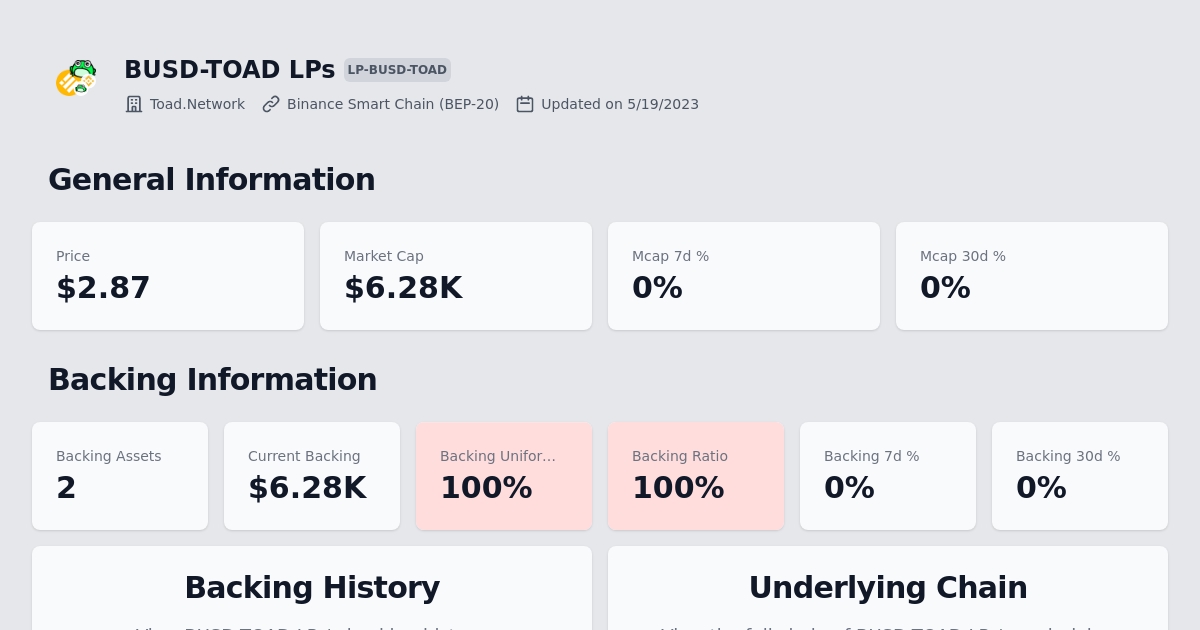 BUSD-TOAD LPs LP-BUSD-TOAD
Toad.Network Binance Smart Chain (BEP-20) Updated on 5/19/2023
General Information
Price
$2.87
Market Cap
$6.28K
Mcap 7d %
0%
Mcap 30d %
0%
Backing Information
Backing Assets
2
Current Backing
$6.28K
Backing Unifor…
100%
Backing Ratio
100%
Backing 7d %
0%
Backing 30d %
0%
Backing History
Underlying Chain